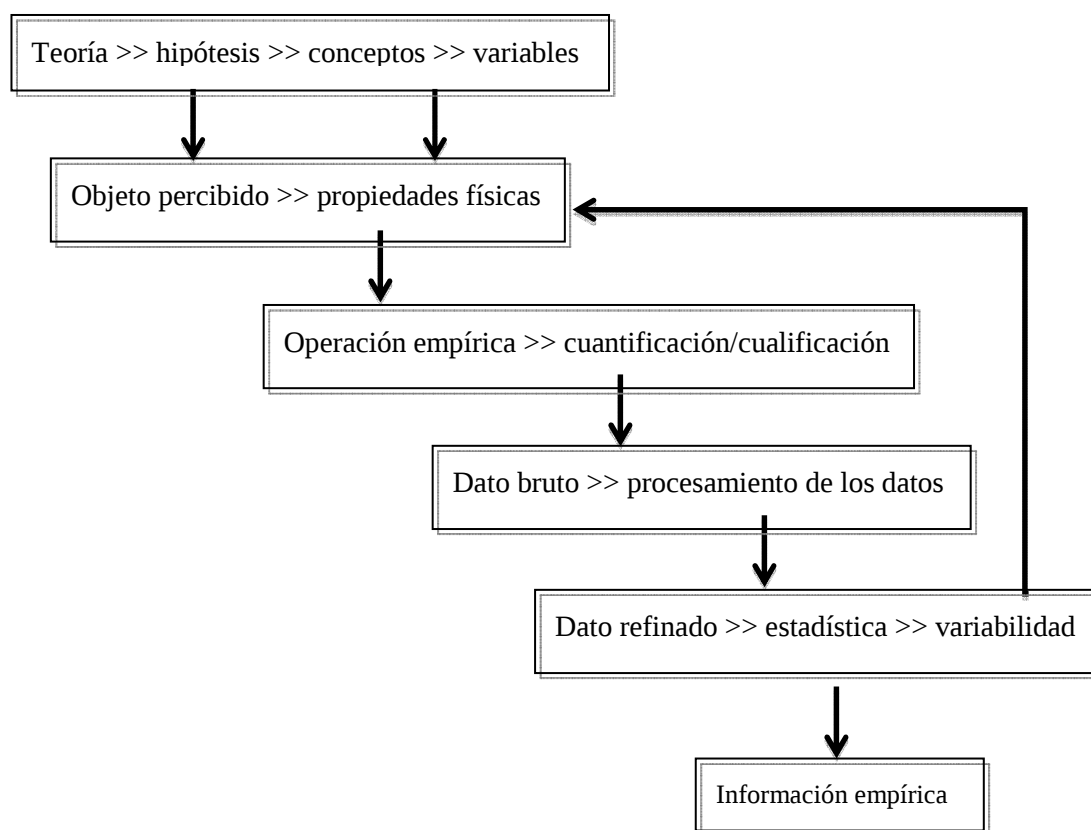 Teoría >> hipótesis >> conceptos >> variables
Objeto percibido >> propiedades físicas
Operación empírica >> cuantificación/cualificación
Dato bruto >> procesamiento de los datos
Dato refinado >> estadística >> variabilidad
Información empírica